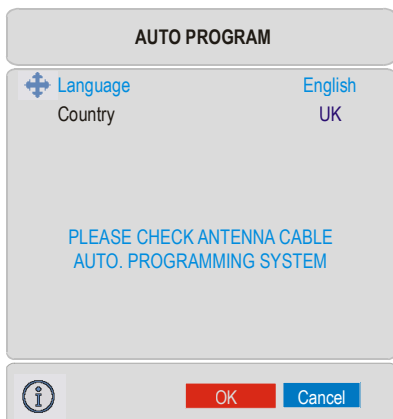 AUTO PROGRAM
Language English
Country UK
PLEASE CHECK ANTENNA CABLE
AUTO. PROGRAMMING SYSTEM
i OK Cancel